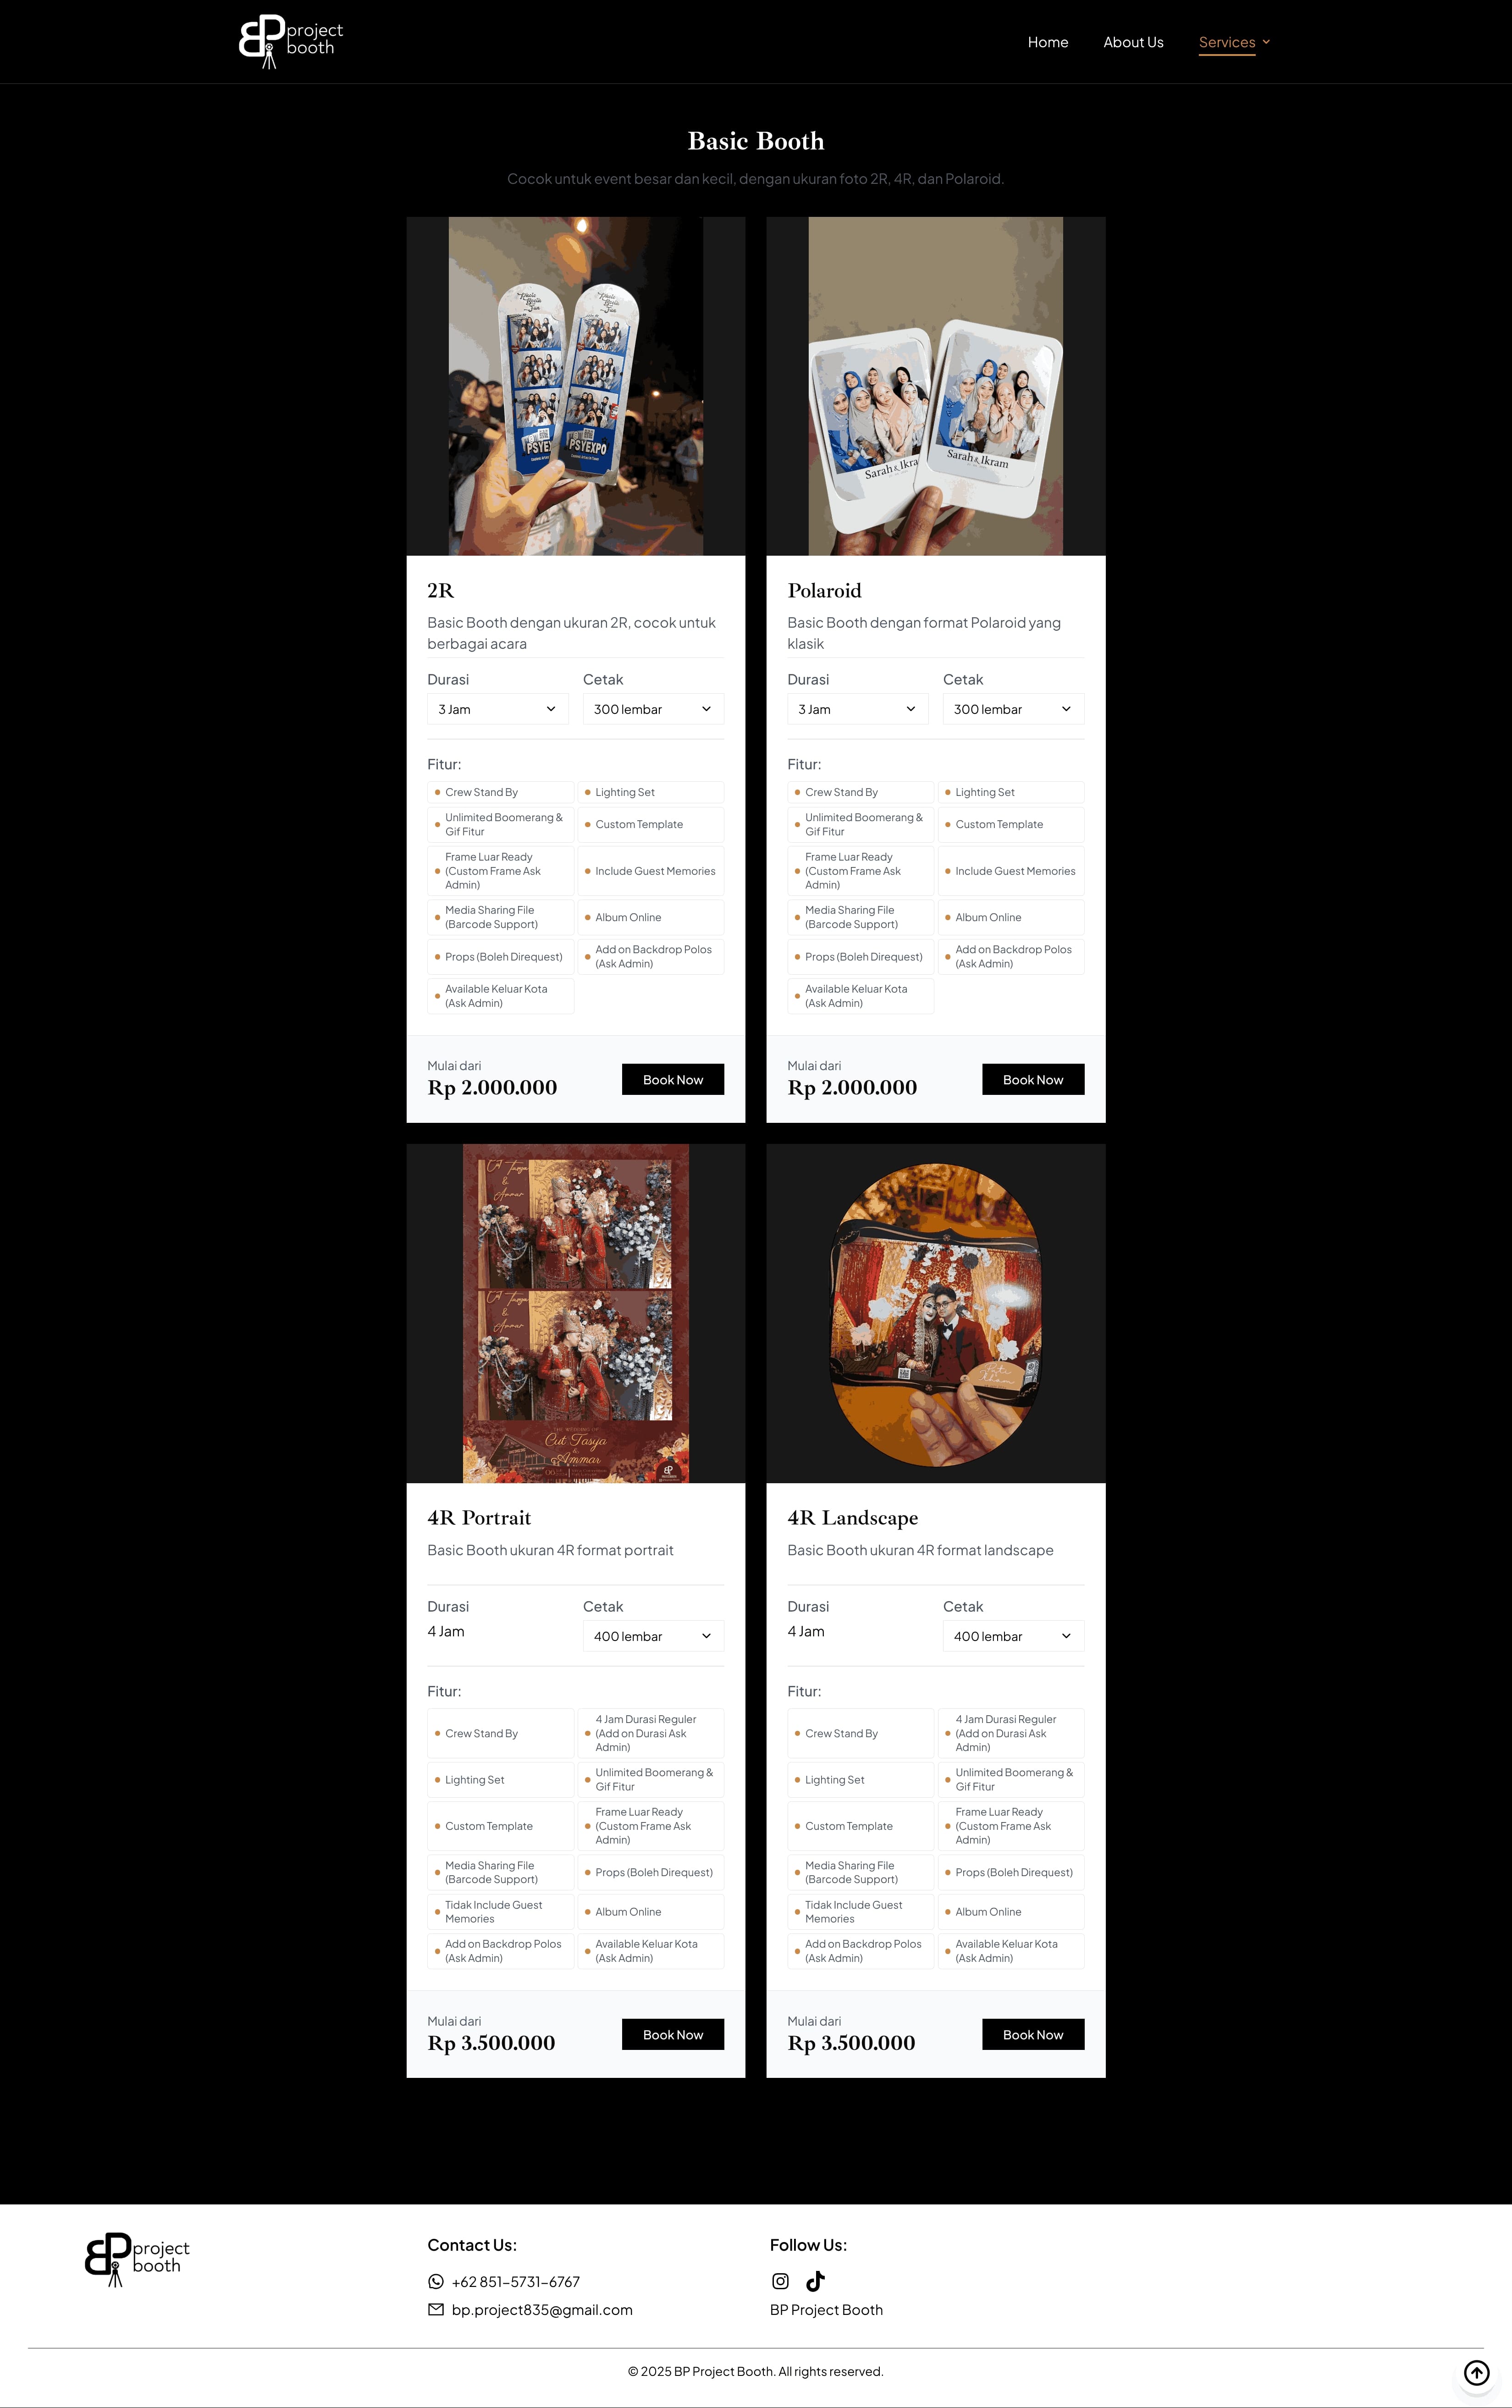 BP project
booth
Home
About Us
Services
Basic Booth
Cocok untuk event besar dan kecil, dengan ukuran foto 2R, 4R, dan Polaroid.
PSYEXPO
PSYEXPO
Sarah & Ikra
Sarah & Ikram
2R
Basic Booth dengan ukuran 2R, cocok untuk
berbagai acara
Durasi
Cetak
3 Jam
300 lembar
Fitur:
Crew Stand By
Lighting Set
Unlimited Boomerang &
Gif Fitur
Custom Template
Frame Luar Ready
(Custom Frame Ask
Admin)
Include Guest Memories
Media Sharing File
(Barcode Support)
Album Online
Props (Boleh Direquest)
Add on Backdrop Polos
(Ask Admin)
Available Keluar Kota
(Ask Admin)
Mulai dari
Rp 2.000.000
Book Now
Polaroid
Basic Booth dengan format Polaroid yang
klasik
Durasi
Cetak
3 Jam
300 lembar
Fitur:
Crew Stand By
Lighting Set
Unlimited Boomerang &
Gif Fitur
Custom Template
Frame Luar Ready
(Custom Frame Ask
Admin)
Include Guest Memories
Media Sharing File
(Barcode Support)
Album Online
Props (Boleh Direquest)
Add on Backdrop Polos
(Ask Admin)
Available Keluar Kota
(Ask Admin)
Mulai dari
Rp 2.000.000
Book Now
Cut Tasya
&
Ammar
Cut Tasya
&
Ammar
Cut Tasya
&
Ammar
4R Portrait
Basic Booth ukuran 4R format portrait
Durasi
Cetak
4 Jam
400 lembar
Fitur:
Crew Stand By
4 Jam Durasi Reguler
(Add on Durasi Ask
Admin)
Lighting Set
Unlimited Boomerang &
Gif Fitur
Custom Template
Frame Luar Ready
(Custom Frame Ask
Admin)
Media Sharing File
(Barcode Support)
Props (Boleh Direquest)
Tidak Include Guest
Memories
Album Online
Add on Backdrop Polos
(Ask Admin)
Available Keluar Kota
(Ask Admin)
Mulai dari
Rp 3.500.000
Book Now
4R Landscape
Basic Booth ukuran 4R format landscape
Durasi
Cetak
4 Jam
400 lembar
Fitur:
Crew Stand By
4 Jam Durasi Reguler
(Add on Durasi Ask
Admin)
Lighting Set
Unlimited Boomerang &
Gif Fitur
Custom Template
Frame Luar Ready
(Custom Frame Ask
Admin)
Media Sharing File
(Barcode Support)
Props (Boleh Direquest)
Tidak Include Guest
Memories
Album Online
Add on Backdrop Polos
(Ask Admin)
Available Keluar Kota
(Ask Admin)
Mulai dari
Rp 3.500.000
Book Now
BP project
booth
Contact Us:
+62 851-5731-6767
bp.project835@gmail.com
Follow Us:
BP Project Booth
© 2025 BP Project Booth. All rights reserved.